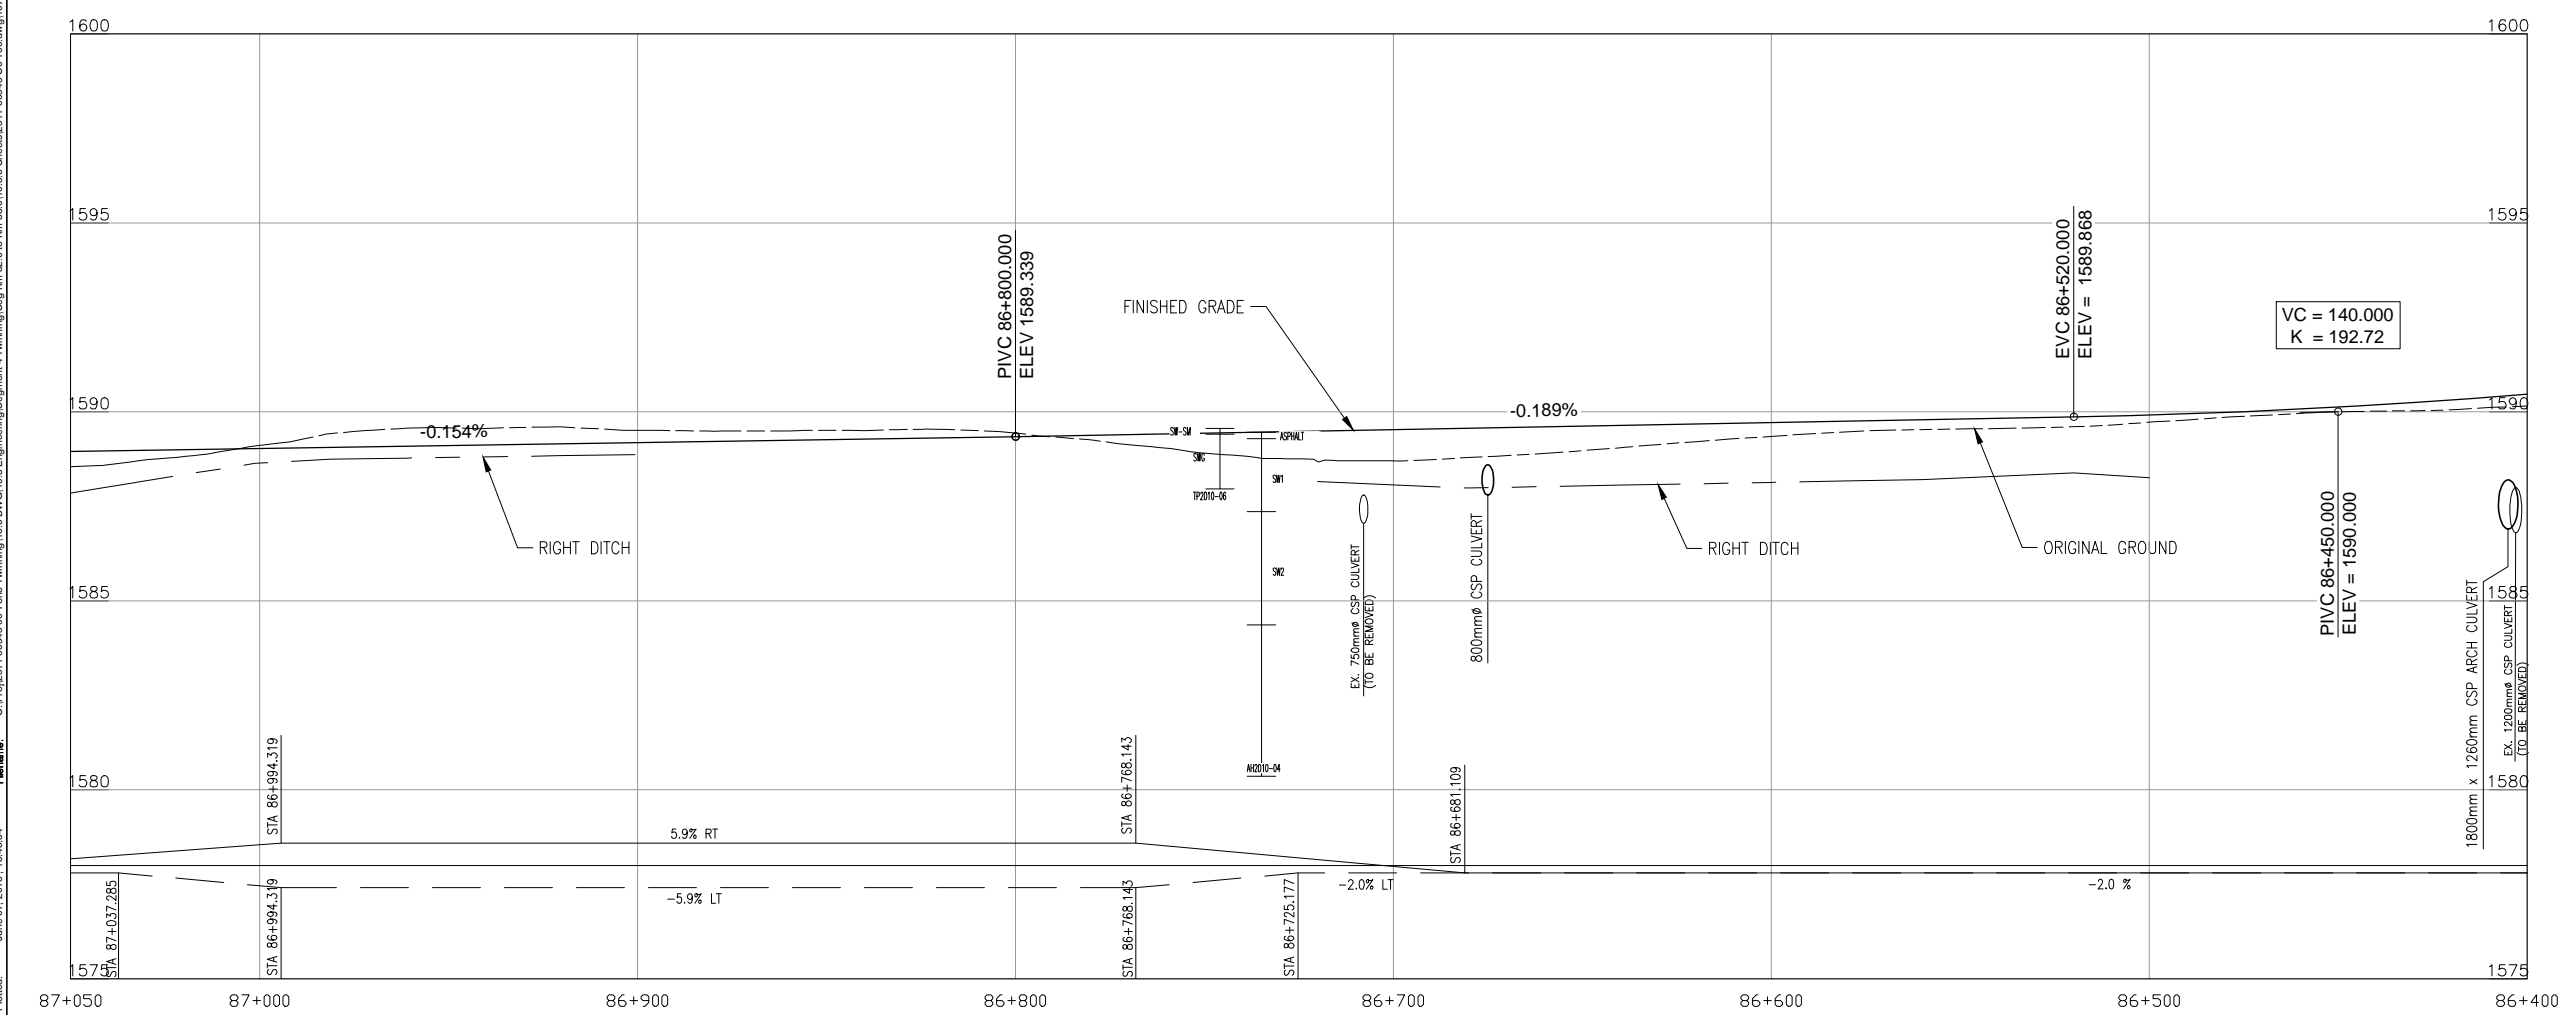 1600
1600
1595
1595
PIVC 86+800.000
ELEV 1589.339
FINISHED GRADE
EVC 86+520.000
ELEV = 1589.868
VC = 140.000
K = 192.72
1590
1590
-0.154%
-0.189%
SW-SM
ASPHALT
SWG
SW1
TP2010-06
SW2
AH2010-04
RIGHT DITCH
RIGHT DITCH
ORIGINAL GROUND
EX. 750mmø CSP CULVERT
(TO BE REMOVED)
800mmø CSP CULVERT
PIVC 86+450.000
ELEV = 1590.000
1800mm x 1260mm CSP ARCH CULVERT
EX. 1200mmø CSP CULVERT
(TO BE REMOVED)
1585
1585
1580
1580
STA 86+994.319
STA 86+768.143
STA 86+681.109
5.9% RT
-5.9% LT
-2.0% LT
-2.0 %
STA 87+037.285
STA 86+994.319
STA 86+768.143
STA 86+725.177
1575
1575
87+050
87+000
86+900
86+800
86+700
86+600
86+500
86+400